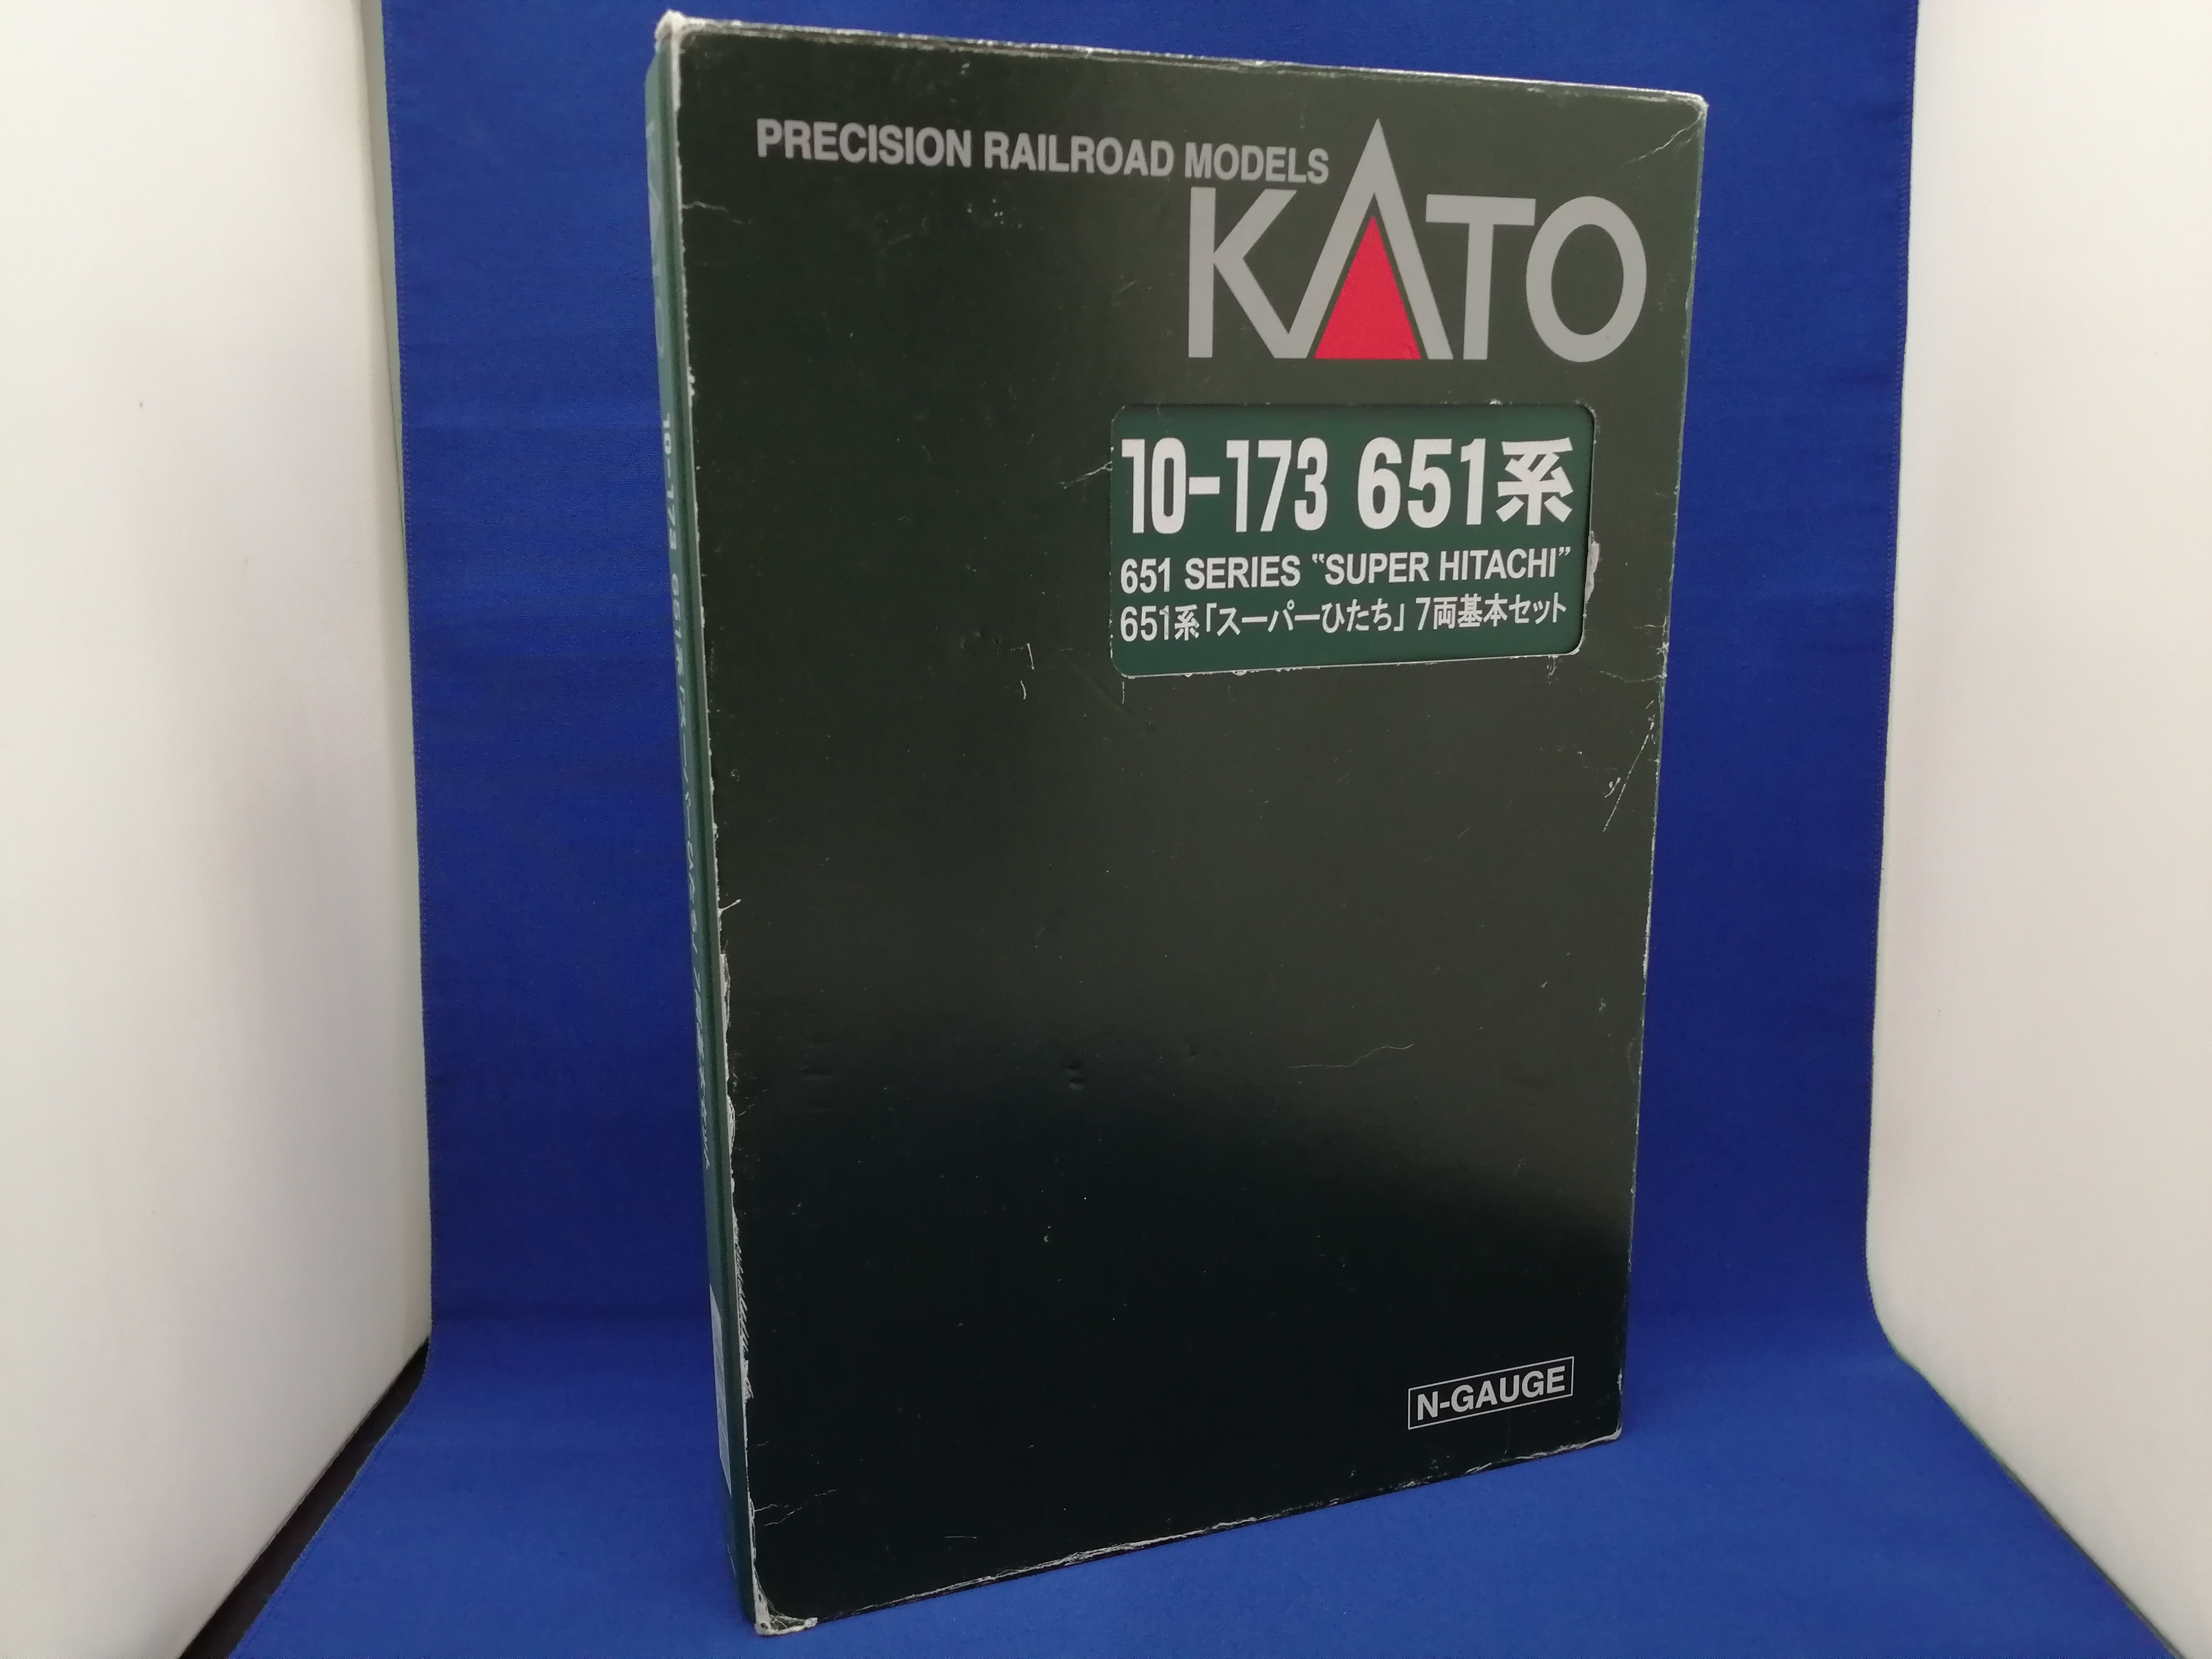 PRECISION RAILROAD MODELS
KATO
10-173 651系
651 SERIES "SUPER HITACHI"
651系「スーパーひたち」7両基本セット
N-GAUGE